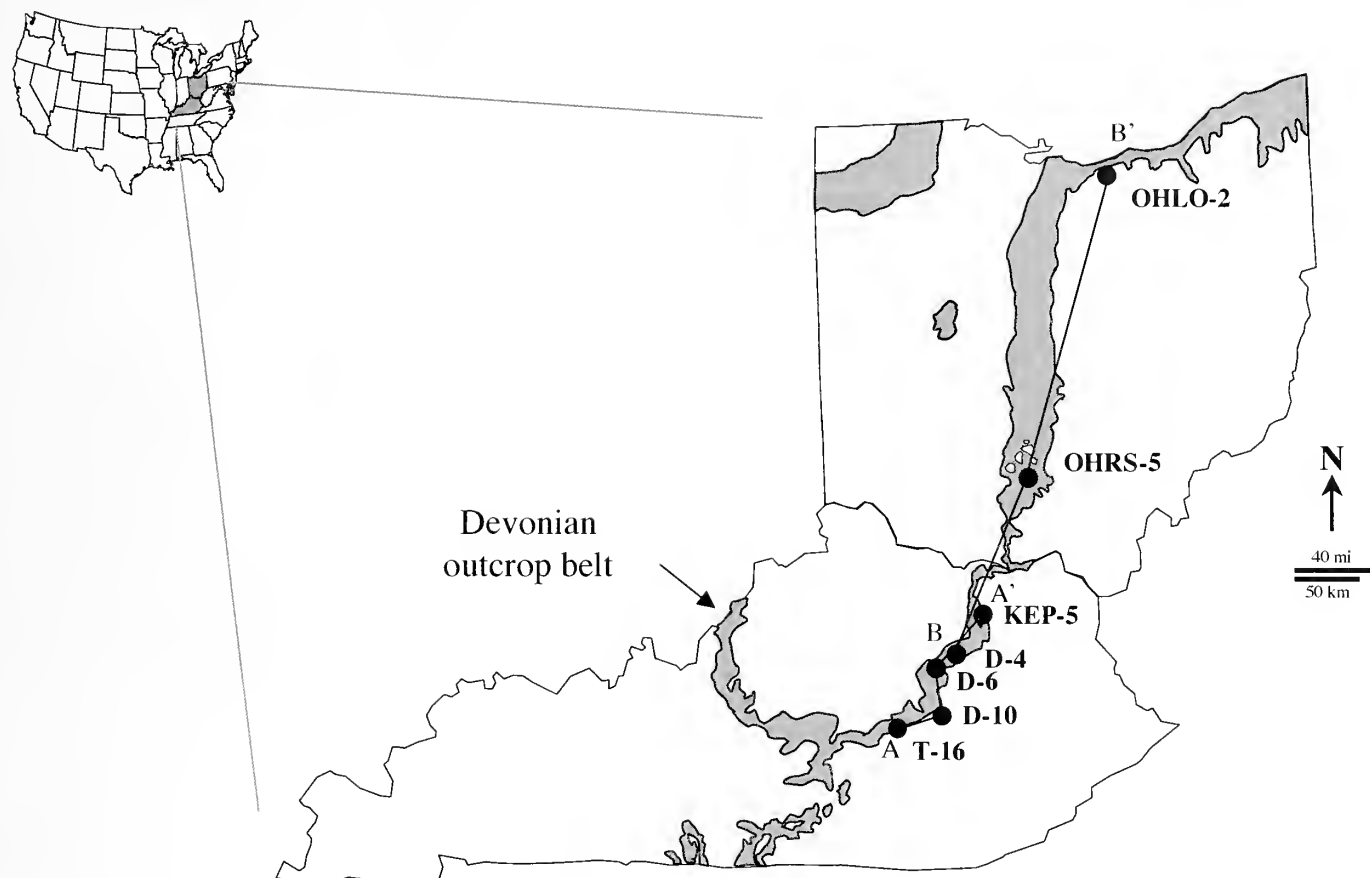 B’
OHLO-2
OHRS-5
N
40 mi
50 km
Devonian
outcrop belt
A’
KEP-5
B
D-4
D-6
D-10
A
T-16